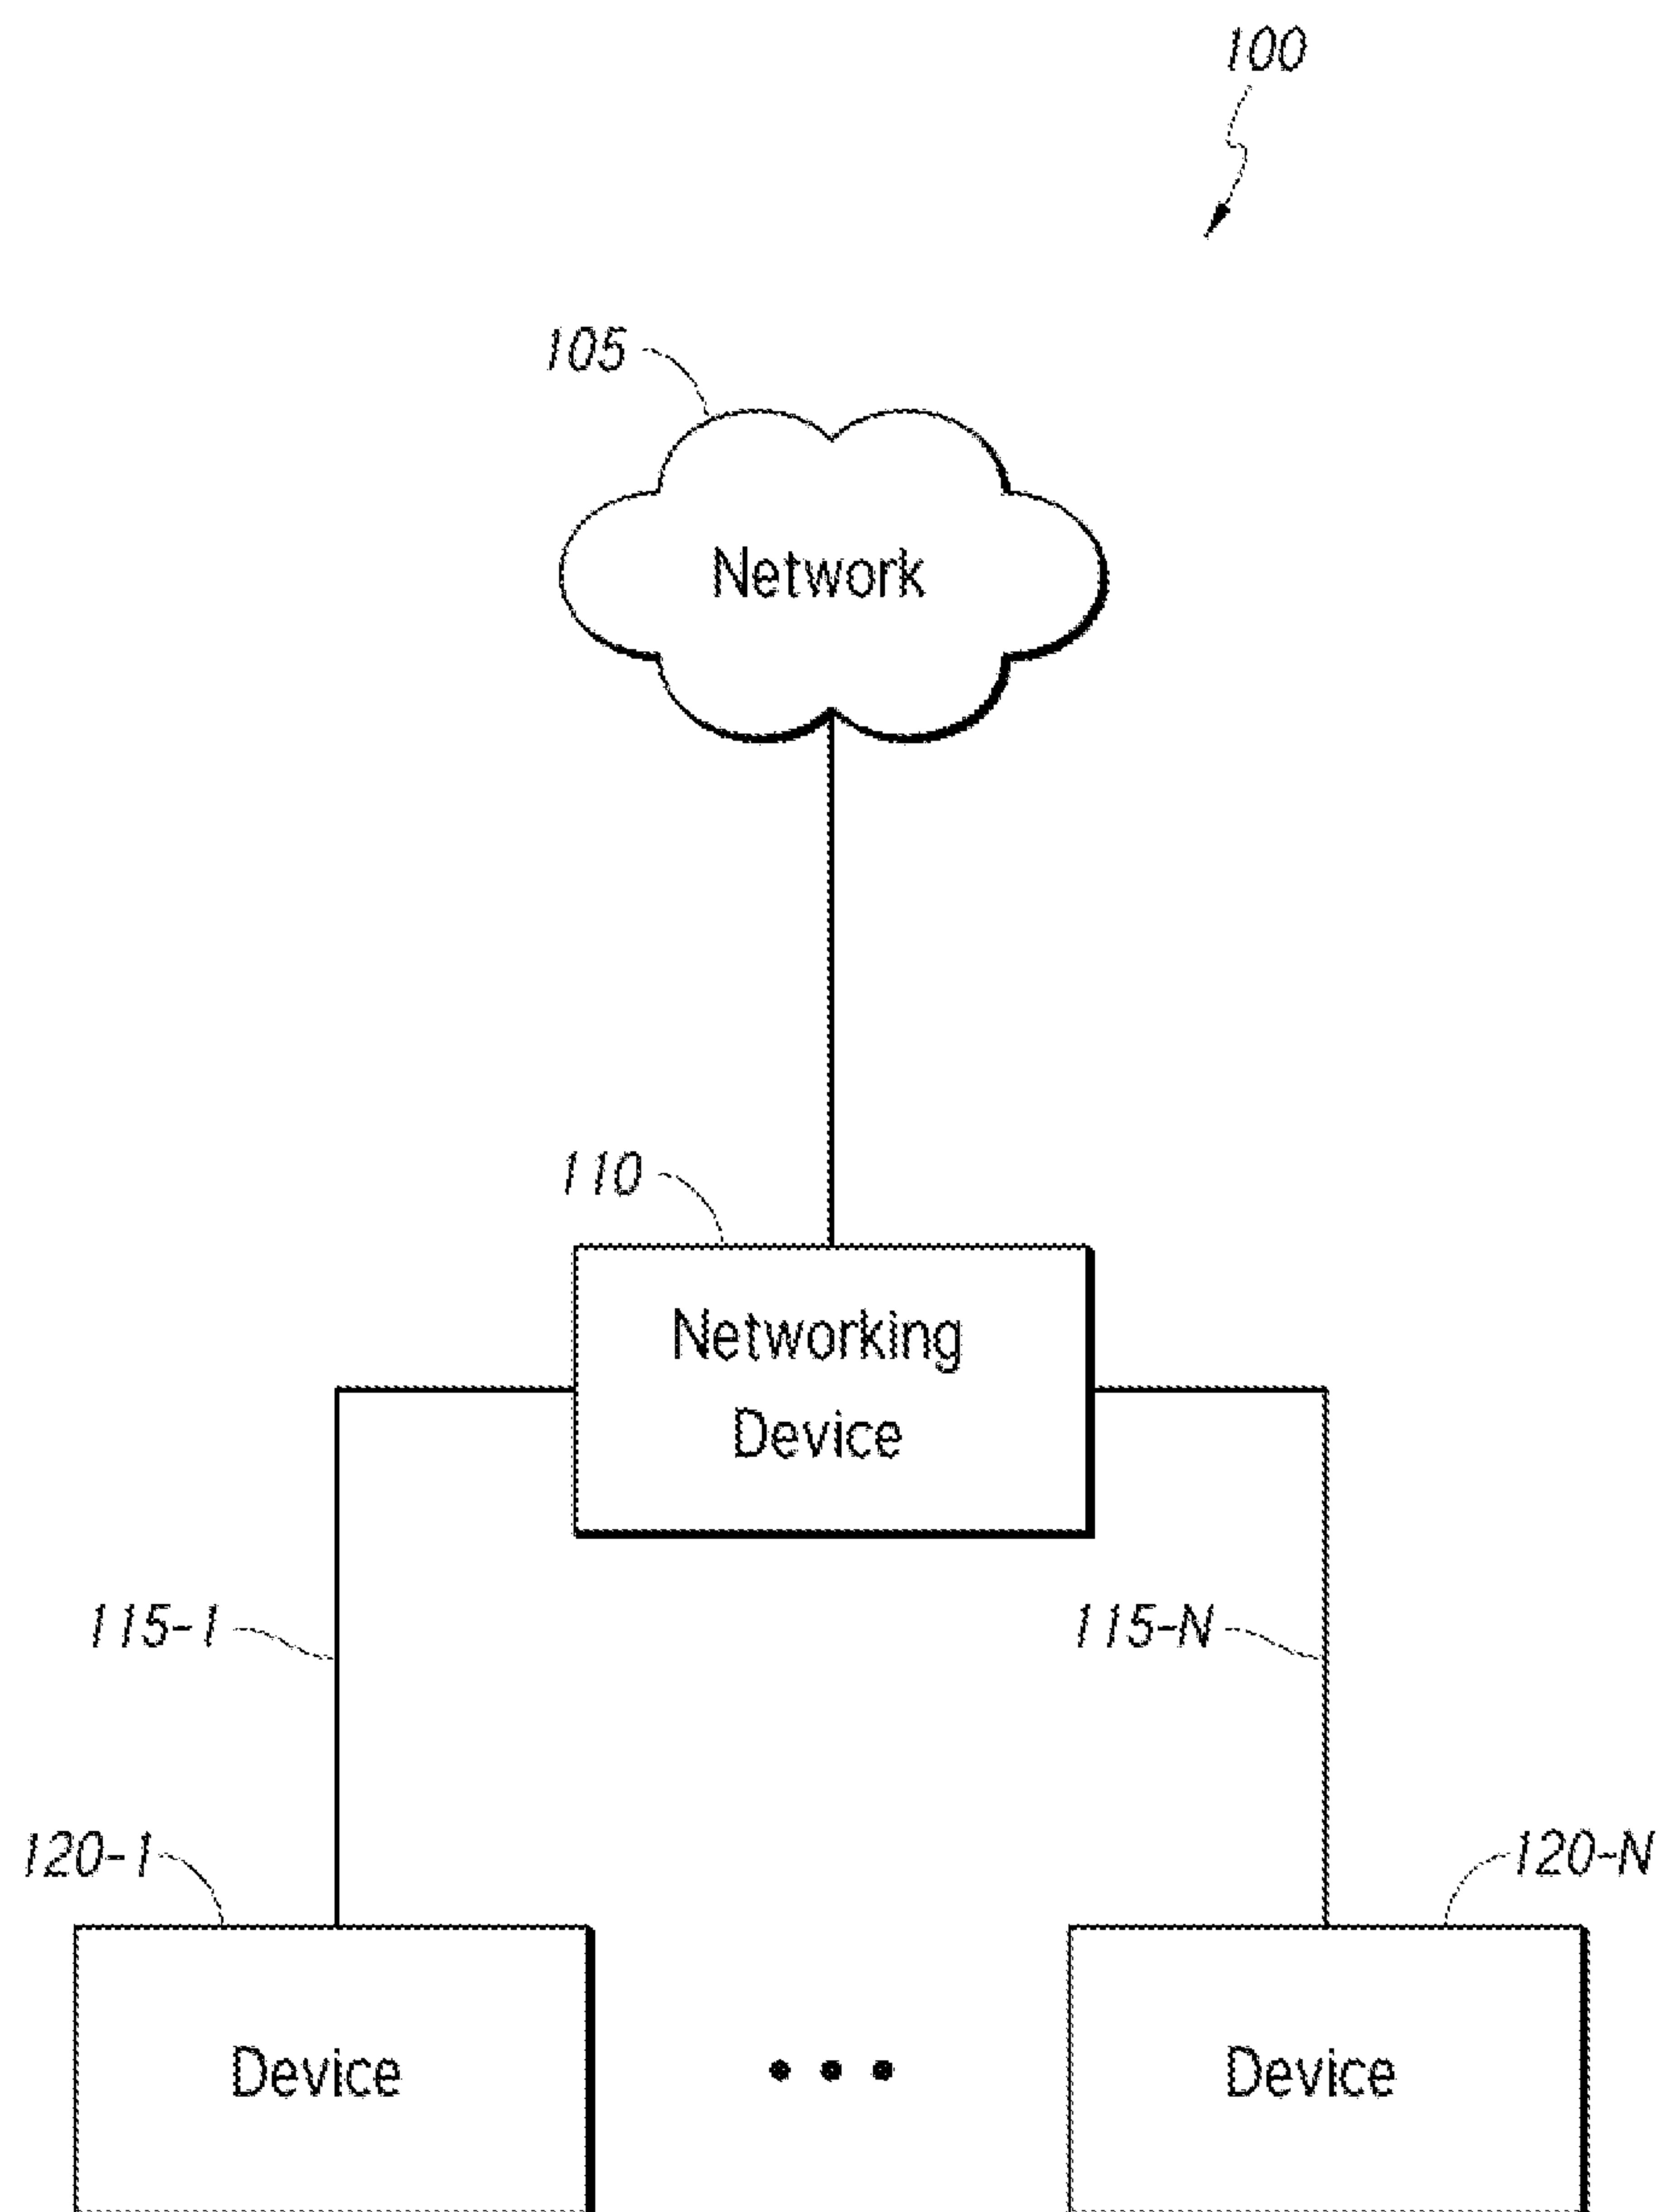 100
105
Network
110
Networking
Device
115-1
115-N
120-1
120-N
Device
Device